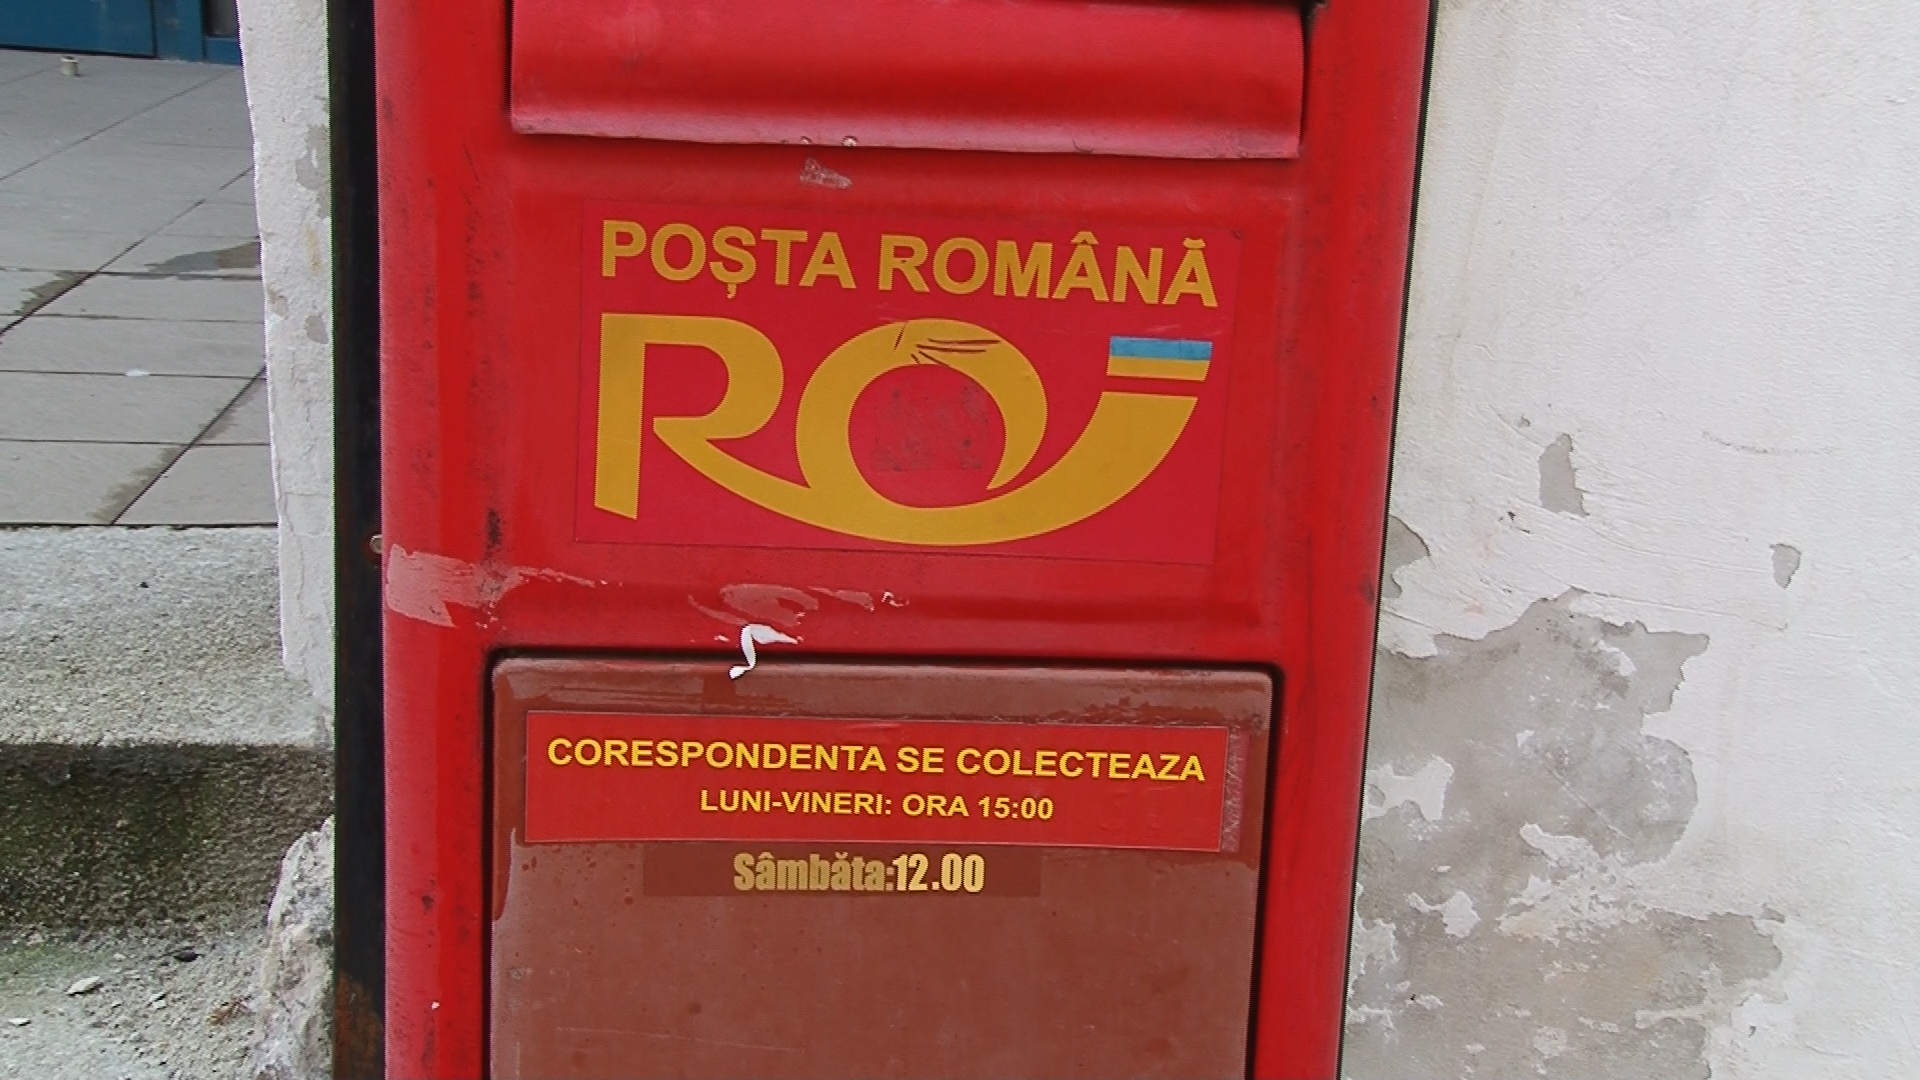 POȘTA ROMÂNĂ
RO
CORESPONDENTA SE COLECTEAZA
LUNI-VINERI: ORA 15:00
Sâmbăta:12.00